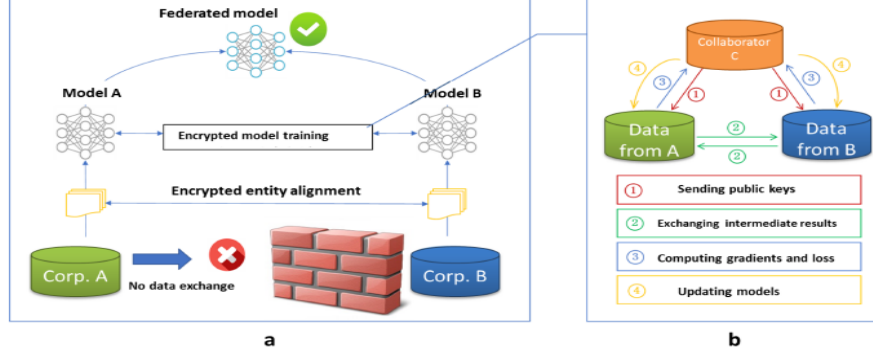 Federated model
Model A
Model B
Encrypted model training
Encrypted entity alignment
Corp. A
No data exchange
Corp. B
a
Collaborator
C
④ ③ ① ① ③ ④
Data
from A
②
②
Data
from B
① Sending public keys
② Exchanging intermediate results
③ Computing gradients and loss
④ Updating models
b